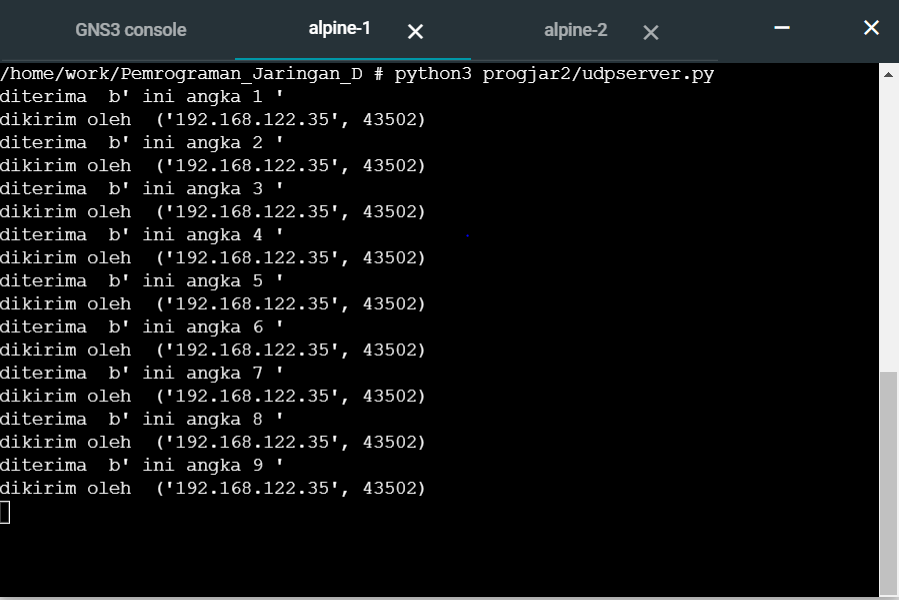 GNS3 console alpine-1 alpine-2
/home/work/Pemrograman_Jaringan_D # python3 progjar2/udpserver.py
diterima  b' ini angka 1 '
dikirim oleh  ('192.168.122.35', 43502)
diterima  b' ini angka 2 '
dikirim oleh  ('192.168.122.35', 43502)
diterima  b' ini angka 3 '
dikirim oleh  ('192.168.122.35', 43502)
diterima  b' ini angka 4 '
dikirim oleh  ('192.168.122.35', 43502)
diterima  b' ini angka 5 '
dikirim oleh  ('192.168.122.35', 43502)
diterima  b' ini angka 6 '
dikirim oleh  ('192.168.122.35', 43502)
diterima  b' ini angka 7 '
dikirim oleh  ('192.168.122.35', 43502)
diterima  b' ini angka 8 '
dikirim oleh  ('192.168.122.35', 43502)
diterima  b' ini angka 9 '
dikirim oleh  ('192.168.122.35', 43502)